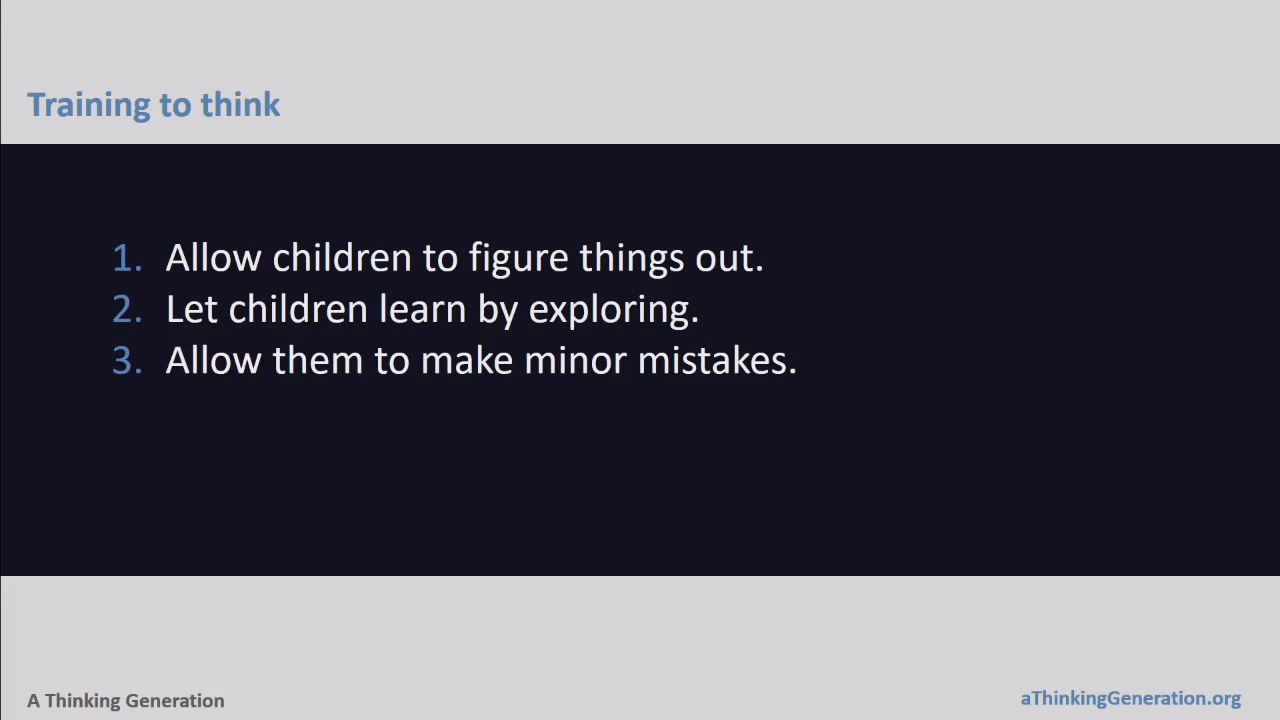 Training to think
1. Allow children to figure things out.
2. Let children learn by exploring.
3. Allow them to make minor mistakes.
A Thinking Generation
aThinkingGeneration.org